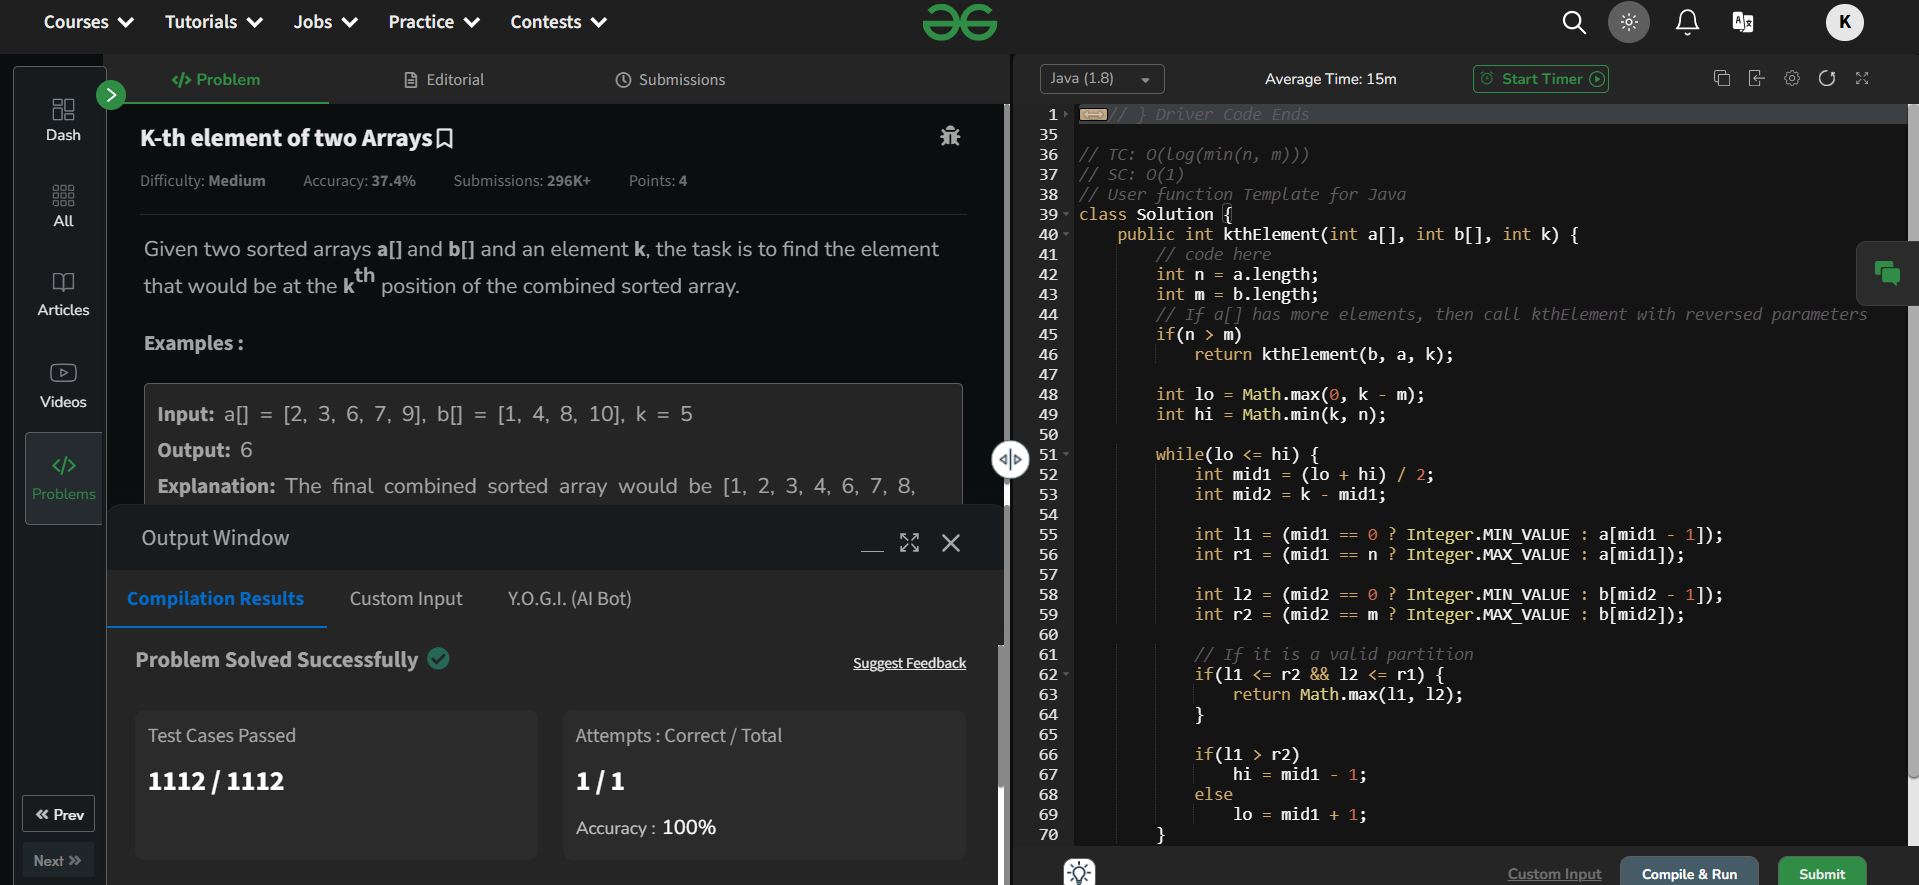 Courses Tutorials Jobs Practice Contests
K
Dash
All
Articles
Videos
Problems
Prev
Next
Problem Editorial Submissions
K-th element of two Arrays
Difficulty: Medium Accuracy: 37.4% Submissions: 296K+ Points: 4
Given two sorted arrays a[] and b[] and an element k, the task is to find the element
that would be at the kth position of the combined sorted array.
Examples :
Input: a[] = [2, 3, 6, 7, 9], b[] = [1, 4, 8, 10], k = 5
Output: 6
Explanation: The final combined sorted array would be [1, 2, 3, 4, 6, 7, 8,
Output Window
Compilation Results Custom Input Y.O.G.I. (AI Bot)
Problem Solved Successfully
Suggest Feedback
Test Cases Passed
1112 / 1112
Attempts : Correct / Total
1 / 1
Accuracy : 100%
Java (1.8) Average Time: 15m Start Timer
1 // } Driver Code Ends
35
36 // TC: O(log(min(n, m)))
37 // SC: O(1)
38 // User function Template for Java
39 class Solution {
40 public int kthElement(int a[], int b[], int k) {
41 // code here
42 int n = a.length;
43 int m = b.length;
44 // If a[] has more elements, then call kthElement with reversed parameters
45 if(n > m)
46 return kthElement(b, a, k);
47
48 int lo = Math.max(0, k - m);
49 int hi = Math.min(k, n);
50
51 while(lo <= hi) {
52 int mid1 = (lo + hi) / 2;
53 int mid2 = k - mid1;
54
55 int l1 = (mid1 == 0 ? Integer.MIN_VALUE : a[mid1 - 1]);
56 int r1 = (mid1 == n ? Integer.MAX_VALUE : a[mid1]);
57
58 int l2 = (mid2 == 0 ? Integer.MIN_VALUE : b[mid2 - 1]);
59 int r2 = (mid2 == m ? Integer.MAX_VALUE : b[mid2]);
60
61 // If it is a valid partition
62 if(l1 <= r2 && l2 <= r1) {
63 return Math.max(l1, l2);
64 }
65
66 if(l1 > r2)
67 hi = mid1 - 1;
68 else
69 lo = mid1 + 1;
70 }
Custom Input Compile & Run Submit